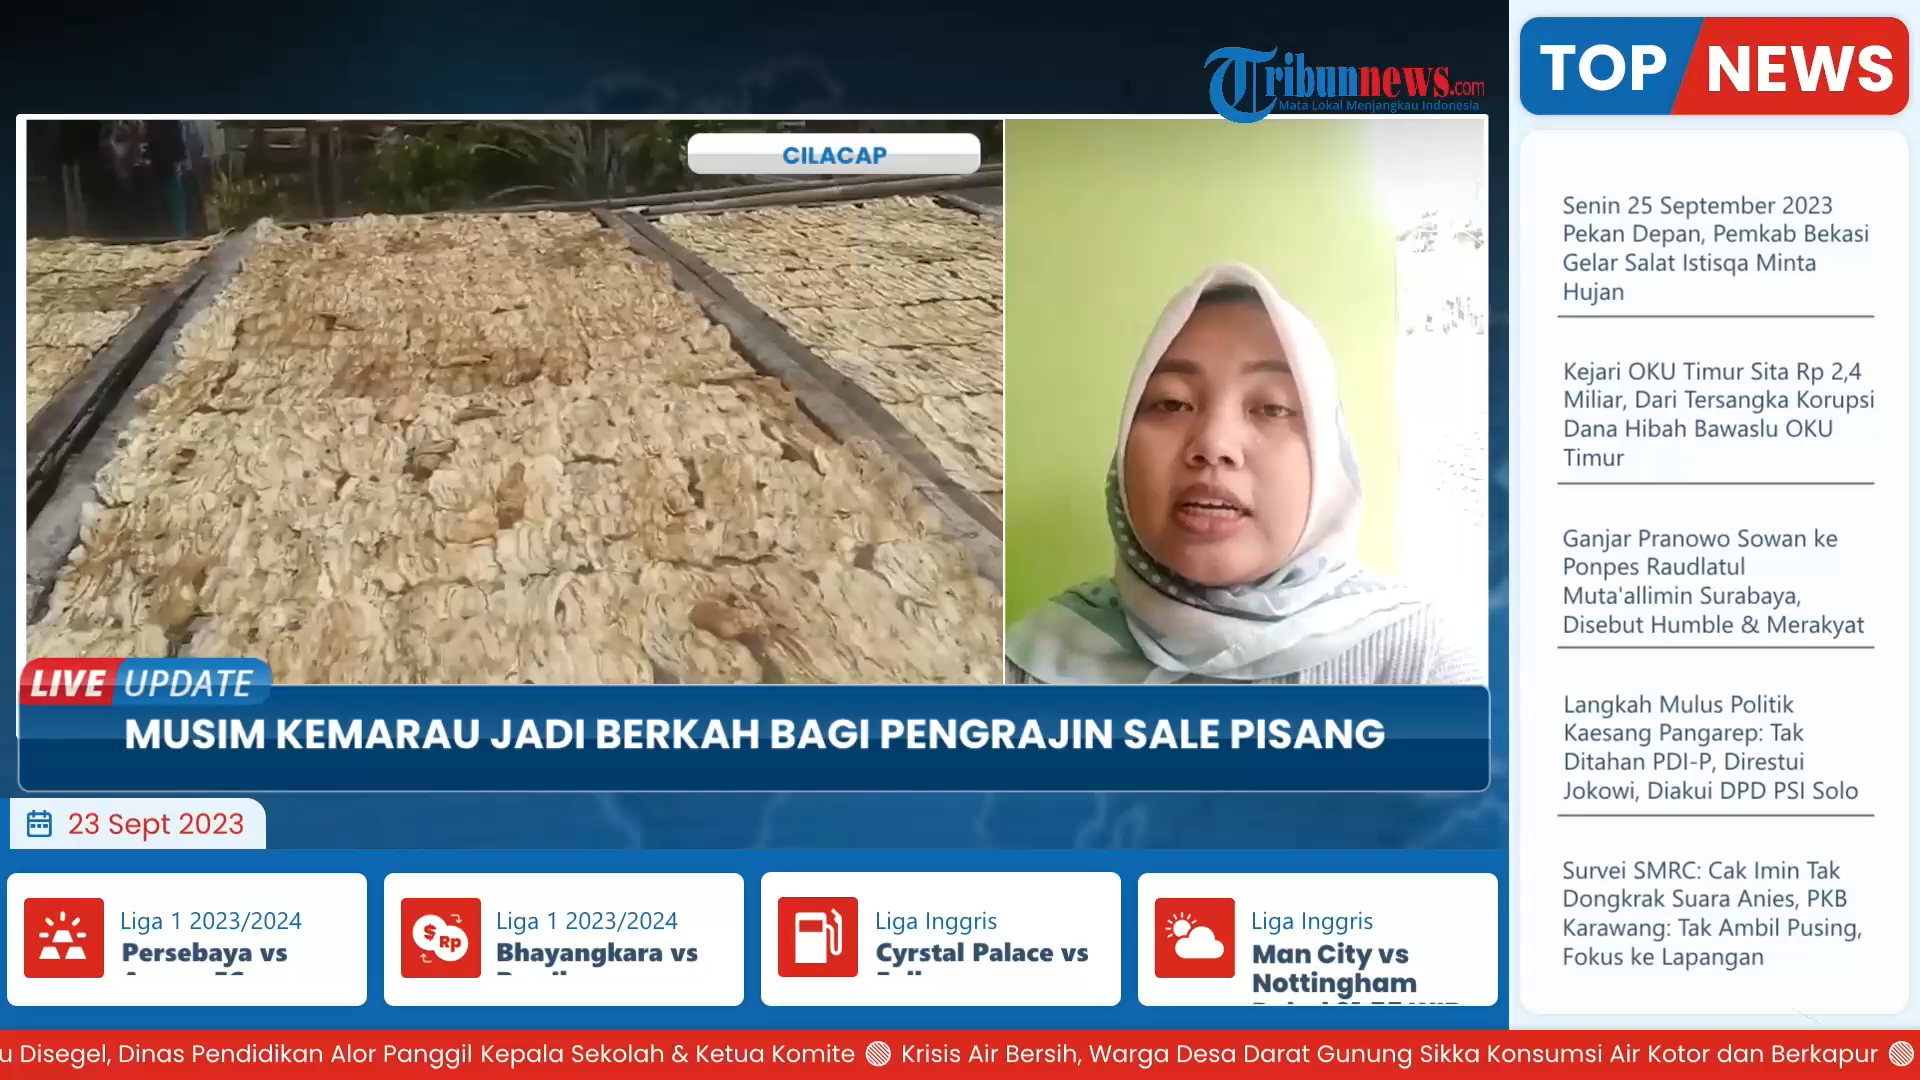 Tribunnews.com
Mata Lokal Menjangkau Indonesia
TOP NEWS
CILACAP
Senin 25 September 2023
Pekan Depan, Pemkab Bekasi
Gelar Salat Istisqa Minta
Hujan
Kejari OKU Timur Sita Rp 2,4
Miliar, Dari Tersangka Korupsi
Dana Hibah Bawaslu OKU
Timur
Ganjar Pranowo Sowan ke
Ponpes Raudlatul
Muta'allimin Surabaya,
Disebut Humble & Merakyat
Langkah Mulus Politik
Kaesang Pangarep: Tak
Ditahan PDI-P, Direstui
Jokowi, Diakui DPD PSI Solo
Survei SMRC: Cak Imin Tak
Dongkrak Suara Anies, PKB
Karawang: Tak Ambil Pusing,
Fokus ke Lapangan
LIVE UPDATE
MUSIM KEMARAU JADI BERKAH BAGI PENGRAJIN SALE PISANG
23 Sept 2023
Liga 1 2023/2024
Persebaya vs
$ Rp
Liga 1 2023/2024
Bhayangkara vs
Liga Inggris
Cyrstal Palace vs
Liga Inggris
Man City vs
Nottingham
u Disegel, Dinas Pendidikan Alor Panggil Kepala Sekolah & Ketua Komite Krisis Air Bersih, Warga Desa Darat Gunung Sikka Konsumsi Air Kotor dan Berkapur